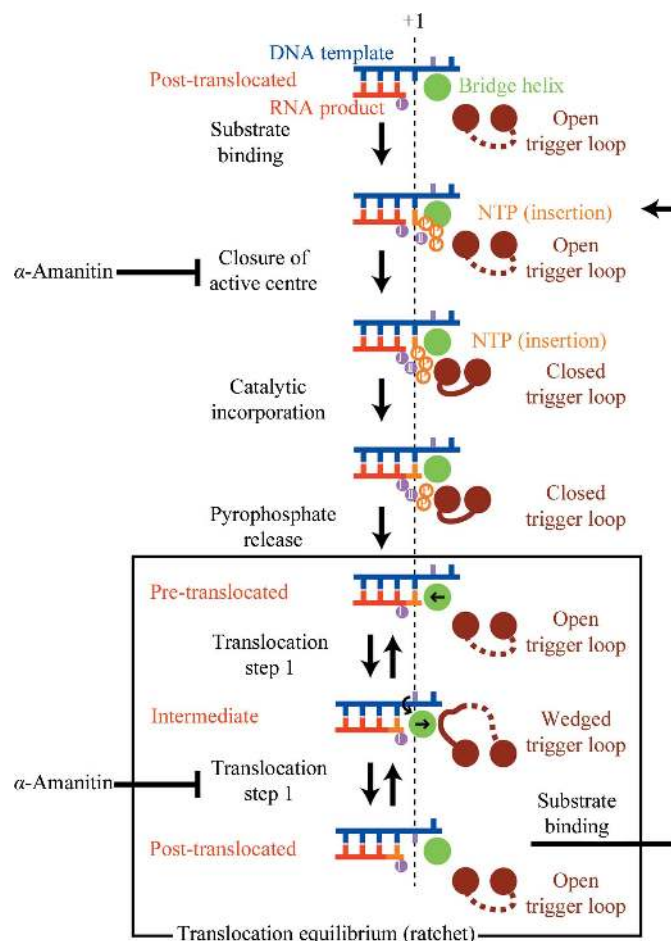 +1
DNA template
Post-translocated
Bridge helix
RNA product
Substrate
binding
Open
trigger loop
NTP (insertion)
Open
trigger loop
α-Amanitin
Closure of
active centre
NTP (insertion)
Closed
trigger loop
Catalytic
incorporation
Closed
trigger loop
Pyrophosphate
release
Pre-translocated
Open
trigger loop
Translocation
step 1
Intermediate
Wedged
trigger loop
α-Amanitin
Translocation
step 1
Substrate
binding
Post-translocated
Open
trigger loop
Translocation equilibrium (ratchet)